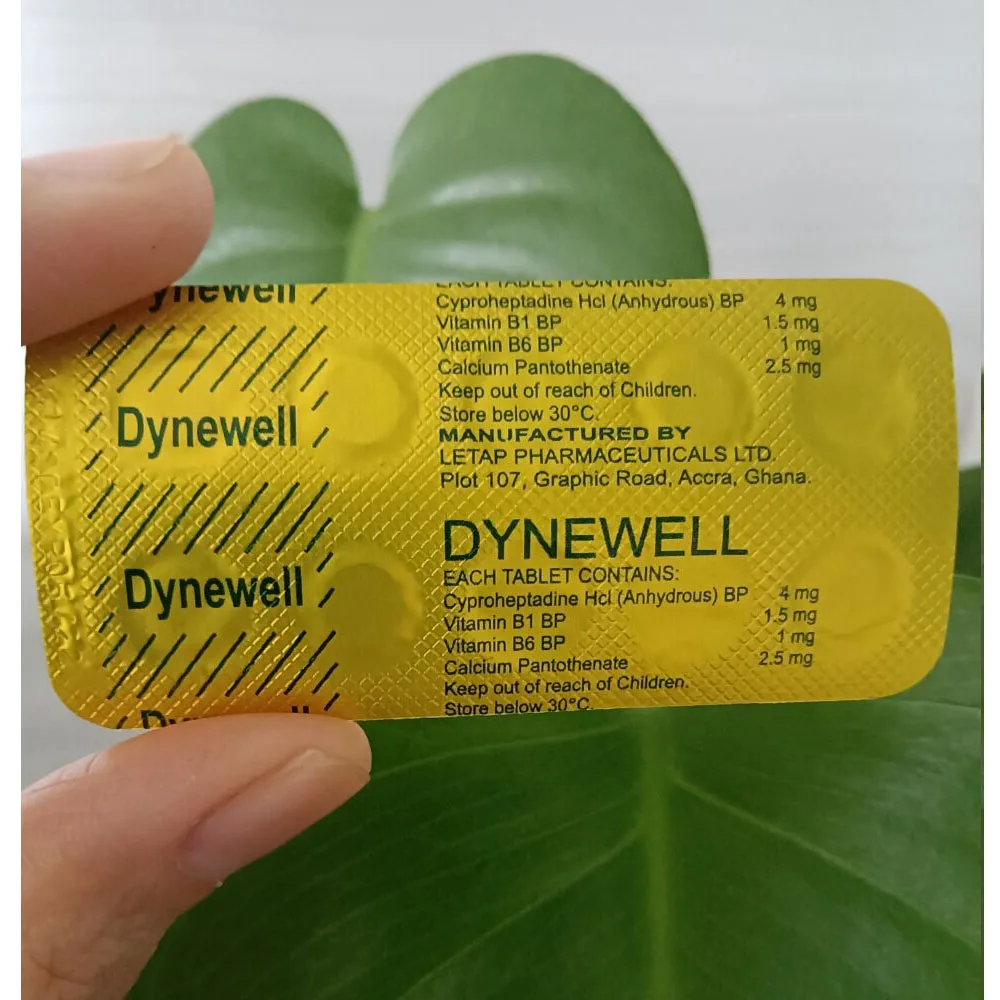 Dynewell
EACH TABLET CONTAINS:
Cyproheptadine Hcl (Anhydrous) BP 4 mg
Vitamin B1 BP 1.5 mg
Vitamin B6 BP 1 mg
Calcium Pantothenate 2.5 mg
Keep out of reach of Children.
Store below 30°C.
MANUFACTURED BY
LETAP PHARMACEUTICALS LTD.
Plot 107, Graphic Road, Accra, Ghana.
Dynewell
DYNEWELL
EACH TABLET CONTAINS:
Cyproheptadine Hcl (Anhydrous) BP 4 mg
Vitamin B1 BP 1.5 mg
Vitamin B6 BP 1 mg
Calcium Pantothenate 2.5 mg
Keep out of reach of Children.
Store below 30°C.
Dynewell